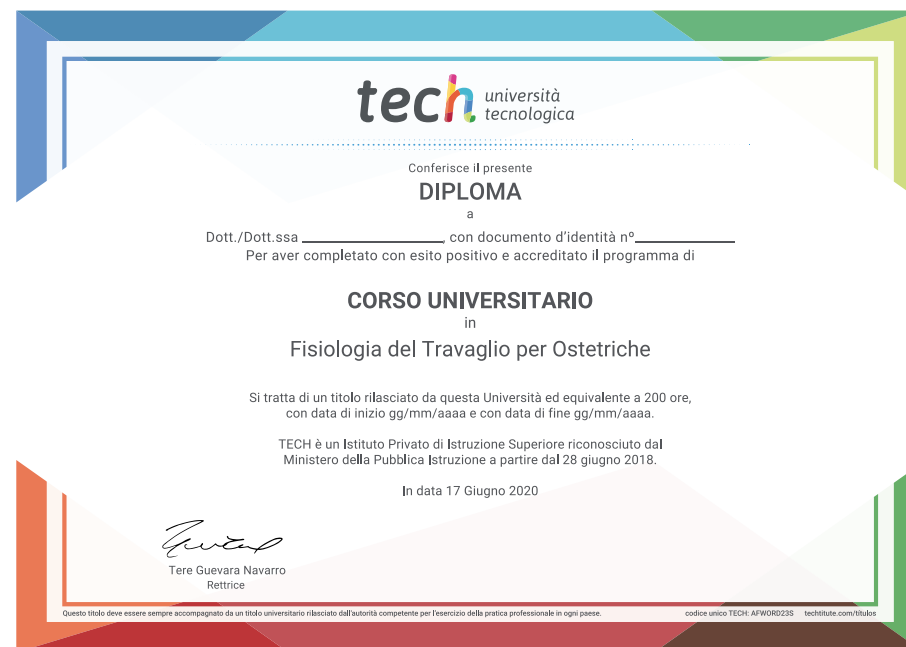 tech università
tecnologica
Conferisce il presente
DIPLOMA
a
Dott./Dott.ssa ________________, con documento d'identità nº____________
Per aver completato con esito positivo e accreditato il programma di
CORSO UNIVERSITARIO
in
Fisiologia del Travaglio per Ostetriche
Si tratta di un titolo rilasciato da questa Università ed equivalente a 200 ore,
con data di inizio gg/mm/aaaa e con data di fine gg/mm/aaaa.
TECH è un Istituto Privato di Istruzione Superiore riconosciuto dal
Ministero della Pubblica Istruzione a partire dal 28 giugno 2018.
In data 17 Giugno 2020
Tere Guevara Navarro
Rettrice
Questo titolo deve essere sempre accompagnato da un titolo universitario rilasciato dall'autorità competente per l'esercizio della pratica professionale in ogni paese. codice unico TECH: AFWORD23S techtitute.com/titulos